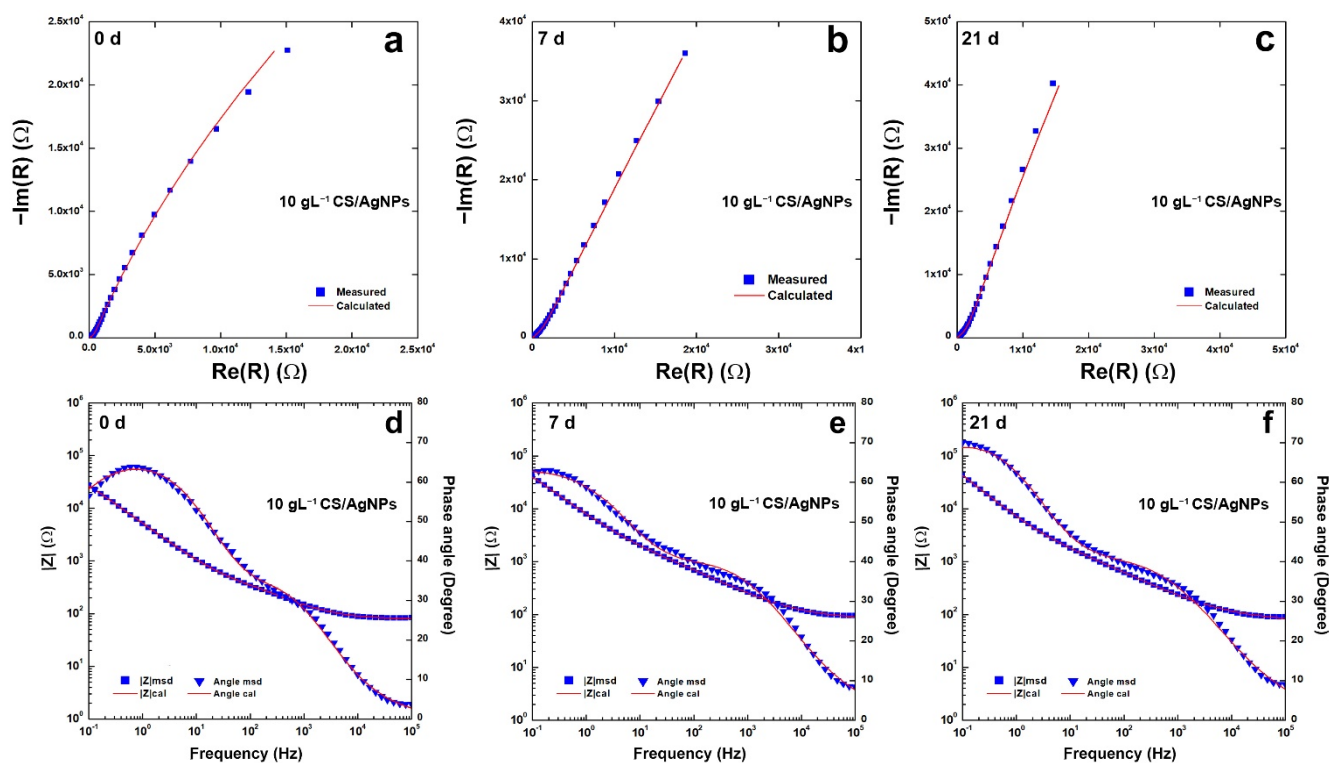 0 d
a
2.5x10⁴
2.0x10⁴
1.5x10⁴
1.0x10⁴
5.0x10³
0.0
−Im(R) (Ω)
10 gL⁻¹ CS/AgNPs
Measured
Calculated
0.0 5.0x10³ 1.0x10⁴ 1.5x10⁴ 2.0x10⁴ 2.5x10⁴
Re(R) (Ω)
7 d
b
4x10⁴
3x10⁴
2x10⁴
1x10⁴
0
−Im(R) (Ω)
10 gL⁻¹ CS/AgNPs
Measured
Calculated
0 1x10⁴ 2x10⁴ 3x10⁴ 4x1
Re(R) (Ω)
21 d
c
5x10⁴
4x10⁴
3x10⁴
2x10⁴
1x10⁴
0
−Im(R) (Ω)
10 gL⁻¹ CS/AgNPs
Measured
Calculated
0 1x10⁴ 2x10⁴ 3x10⁴ 4x10⁴ 5x10⁴
Re(R) (Ω)
0 d
d
10⁶
10⁵
10⁴
10³
10²
10¹
10⁰
|Z| (Ω)
80
70
60
50
40
30
20
10
0
Phase angle (Degree)
10 gL⁻¹ CS/AgNPs
|Z|msd Angle msd
|Z|cal Angle cal
10⁻¹ 10⁰ 10¹ 10² 10³ 10⁴ 10⁵
Frequency (Hz)
7 d
e
10⁶
10⁵
10⁴
10³
10²
10¹
10⁰
|Z| (Ω)
80
70
60
50
40
30
20
10
0
Phase angle (Degree)
10 gL⁻¹ CS/AgNPs
|Z|msd Angle msd
|Z|cal Angle cal
10⁻¹ 10⁰ 10¹ 10² 10³ 10⁴ 10⁵
Frequency (Hz)
21 d
f
10⁶
10⁵
10⁴
10³
10²
10¹
10⁰
|Z| (Ω)
80
70
60
50
40
30
20
10
0
Phase angle (Degree)
10 gL⁻¹ CS/AgNPs
|Z|msd Angle msd
|Z|cal Angle cal
10⁻¹ 10⁰ 10¹ 10² 10³ 10⁴ 10⁵
Frequency (Hz)